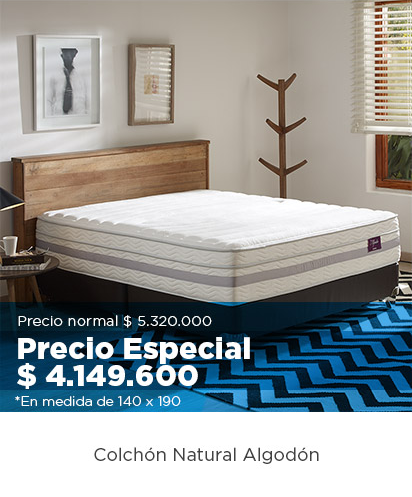 Precio normal $ 5.320.000
Precio Especial
$ 4.149.600
*En medida de 140 x 190
Colchón Natural Algodón